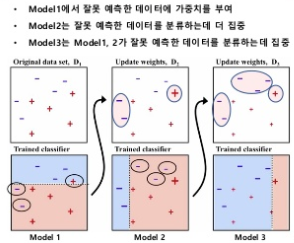 • Model1에서 잘못 예측한 데이터에 가중치를 부여
• Model2는 잘못 예측한 데이터를 분류하는데 더 집중
• Model3는 Model1, 2가 잘못 예측한 데이터를 분류하는데 집중
Original data set, D₁ Update weights, D₂ Update weights, D₃
Trained classifier Trained classifier Trained classifier
Model 1 Model 2 Model 3